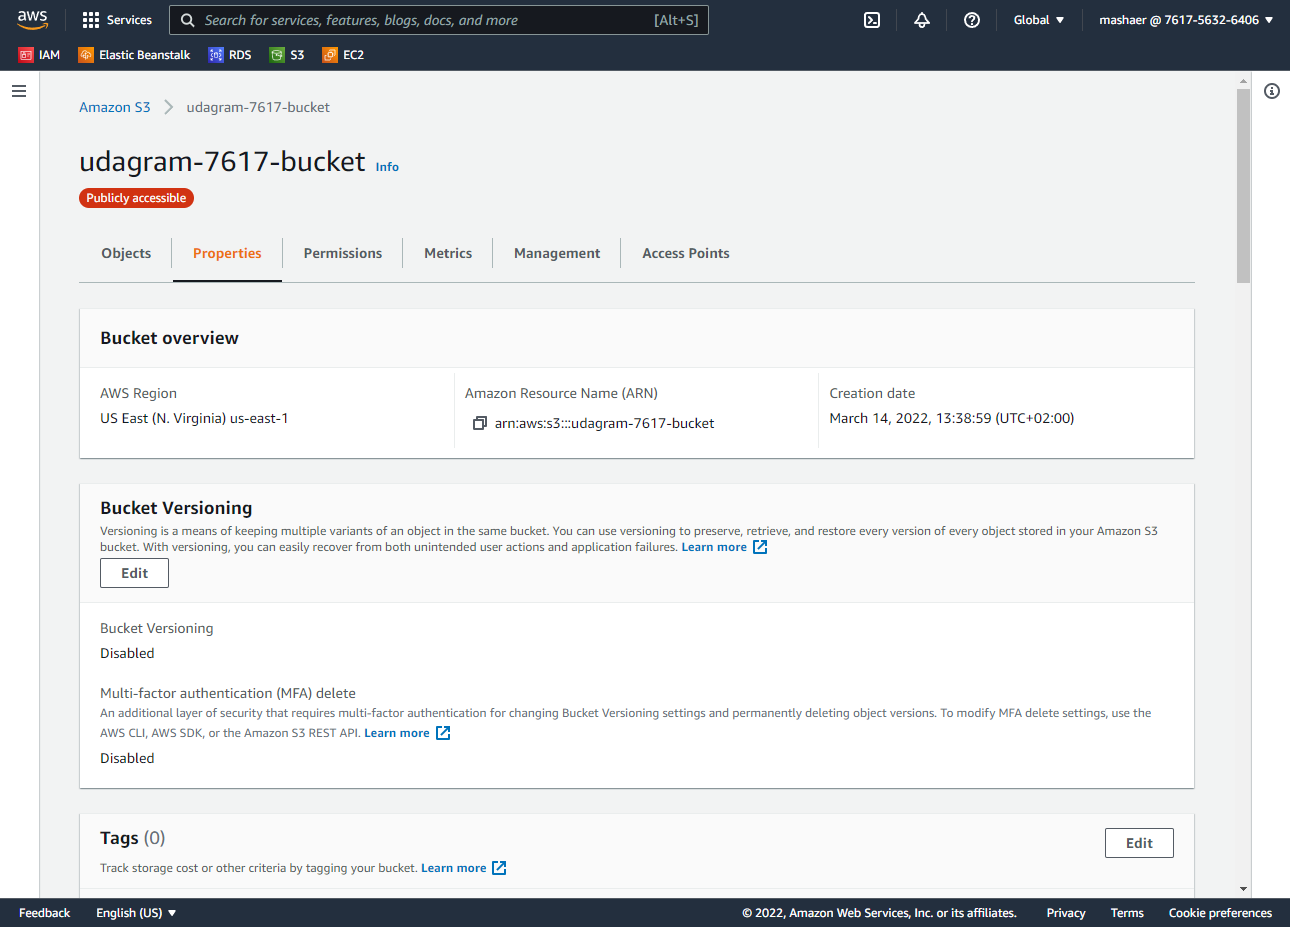 aws
Services
Search for services, features, blogs, docs, and more
[Alt+S]
Global
mashaer @ 7617-5632-6406
IAM
Elastic Beanstalk
RDS
S3
EC2
Amazon S3
udagram-7617-bucket
udagram-7617-bucket
Info
Publicly accessible
Objects
Properties
Permissions
Metrics
Management
Access Points
Bucket overview
AWS Region
US East (N. Virginia) us-east-1
Amazon Resource Name (ARN)
arn:aws:s3:::udagram-7617-bucket
Creation date
March 14, 2022, 13:38:59 (UTC+02:00)
Bucket Versioning
Versioning is a means of keeping multiple variants of an object in the same bucket. You can use versioning to preserve, retrieve, and restore every version of every object stored in your Amazon S3
bucket. With versioning, you can easily recover from both unintended user actions and application failures. Learn more
Edit
Bucket Versioning
Disabled
Multi-factor authentication (MFA) delete
An additional layer of security that requires multi-factor authentication for changing Bucket Versioning settings and permanently deleting object versions. To modify MFA delete settings, use the
AWS CLI, AWS SDK, or the Amazon S3 REST API. Learn more
Disabled
Tags (0)
Edit
Track storage cost or other criteria by tagging your bucket. Learn more
Feedback
English (US)
© 2022, Amazon Web Services, Inc. or its affiliates.
Privacy
Terms
Cookie preferences